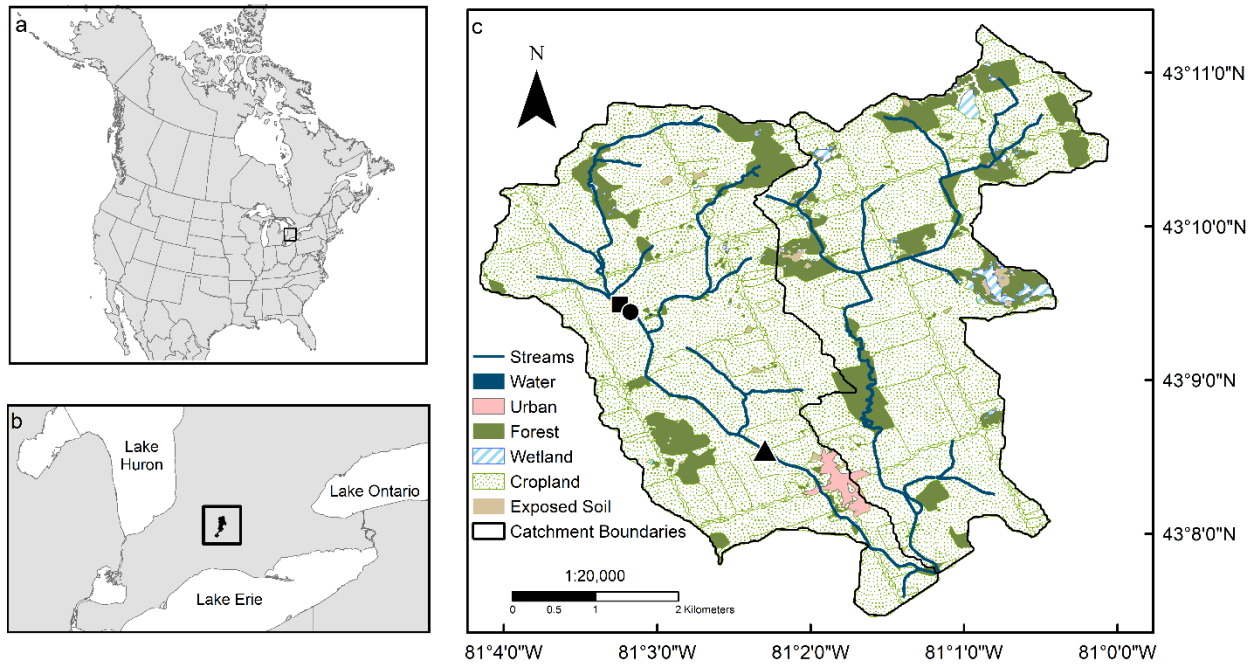 a
b
Lake
Huron
Lake Ontario
Lake Erie
c
N
Streams
Water
Urban
Forest
Wetland
Cropland
Exposed Soil
Catchment Boundaries
1:20,000
0 0.5 1 2 Kilometers
43°11'0"N
43°10'0"N
43°9'0"N
43°8'0"N
81°4'0"W 81°3'0"W 81°2'0"W 81°1'0"W 81°0'0"W